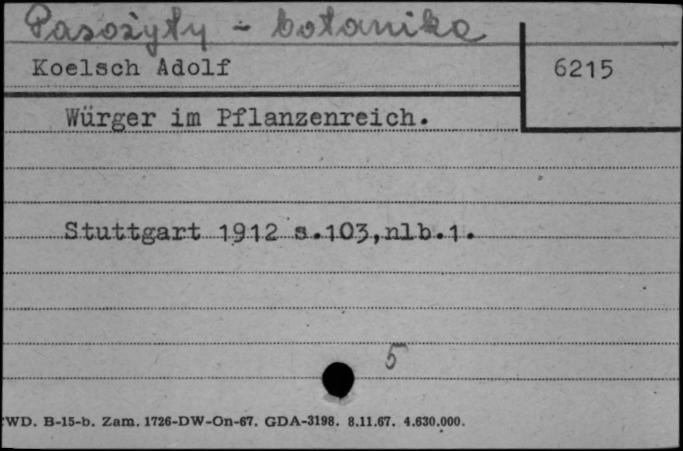 Pasożyty - botanika
Koelsch Adolf
6215
Würger im Pflanzenreich.
Stuttgart 1912 s.103,nlb.1.
5
WD. B-15-b. Zam. 1726-DW-On-67. GDA-3198. 8.11.67. 4.630.000.